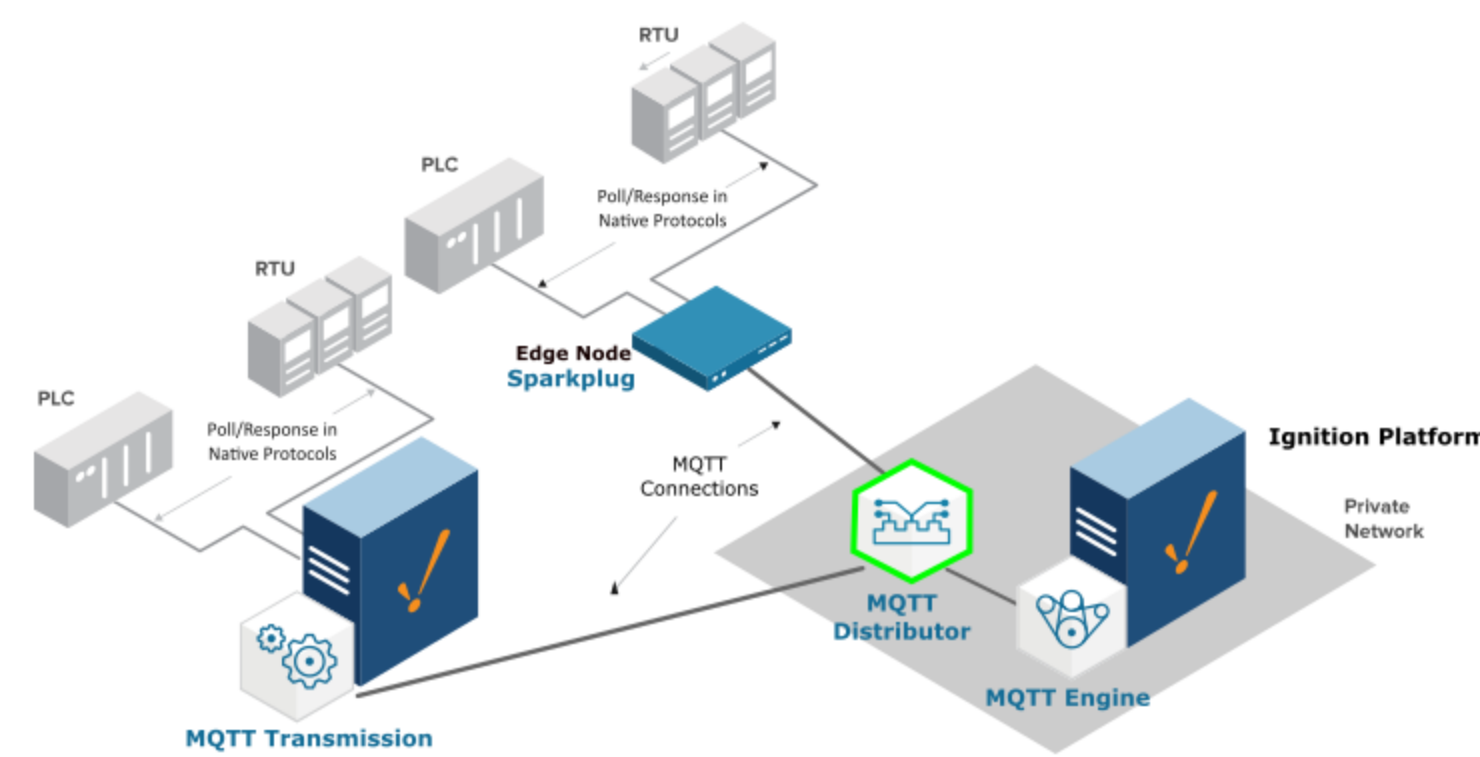 RTU
PLC
Poll/Response in
Native Protocols
RTU
Edge Node
Sparkplug
PLC
Poll/Response in
Native Protocols
MQTT
Connections
Ignition Platform
Private
Network
MQTT
Distributor
MQTT Engine
MQTT Transmission